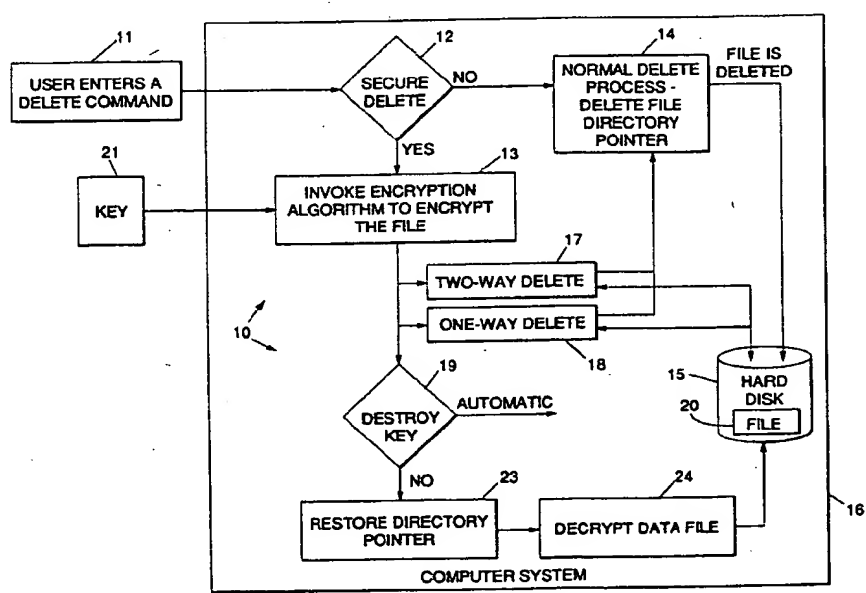 11
USER ENTERS A
DELETE COMMAND
12
SECURE
DELETE
NO
YES
14
NORMAL DELETE
PROCESS -
DELETE FILE
DIRECTORY
POINTER
FILE IS
DELETED
21
KEY
13
INVOKE ENCRYPTION
ALGORITHM TO ENCRYPT
THE FILE
17
TWO-WAY DELETE
ONE-WAY DELETE
18
10
19
DESTROY
KEY
AUTOMATIC
NO
15
HARD
DISK
20
FILE
23
RESTORE DIRECTORY
POINTER
24
DECRYPT DATA FILE
16
COMPUTER SYSTEM